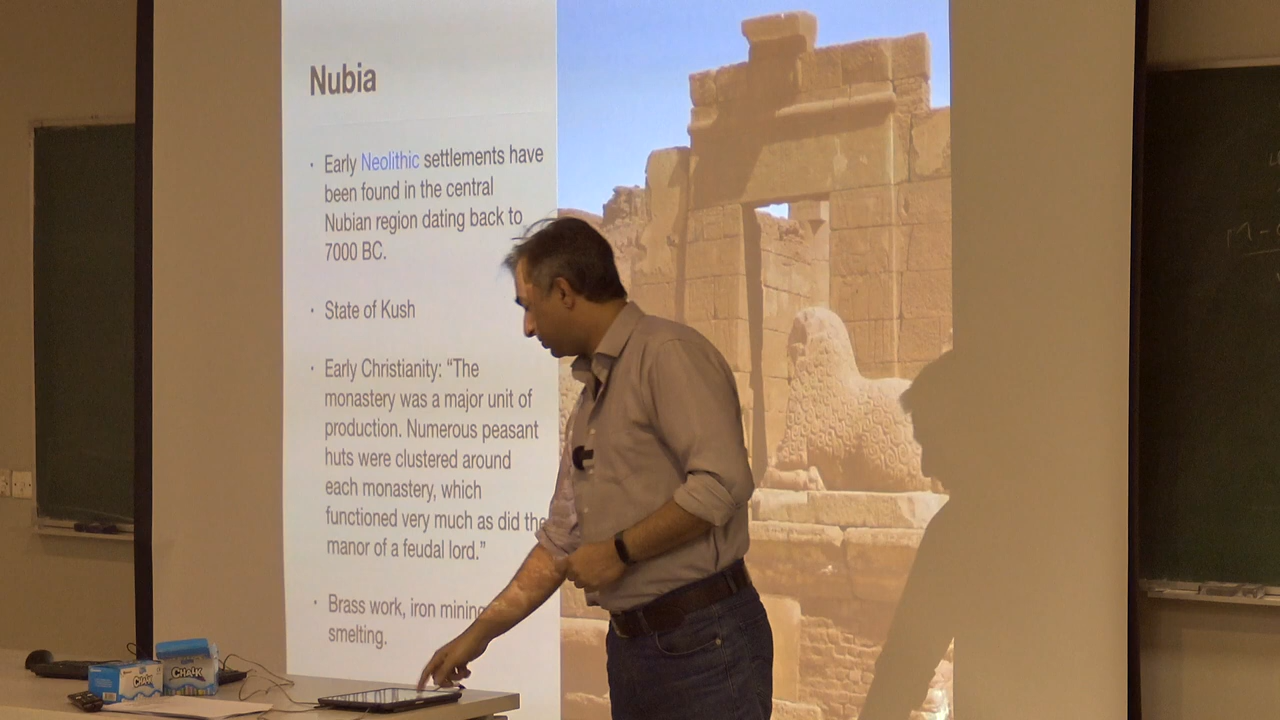 Nubia
· Early Neolithic settlements have
been found in the central
Nubian region dating back to
7000 BC.
· State of Kush
· Early Christianity: “The
monastery was a major unit of
production. Numerous peasant
huts were clustered around
each monastery, which
functioned very much as did the
manor of a feudal lord.”
· Brass work, iron mining
smelting.
CHALK
CHALK